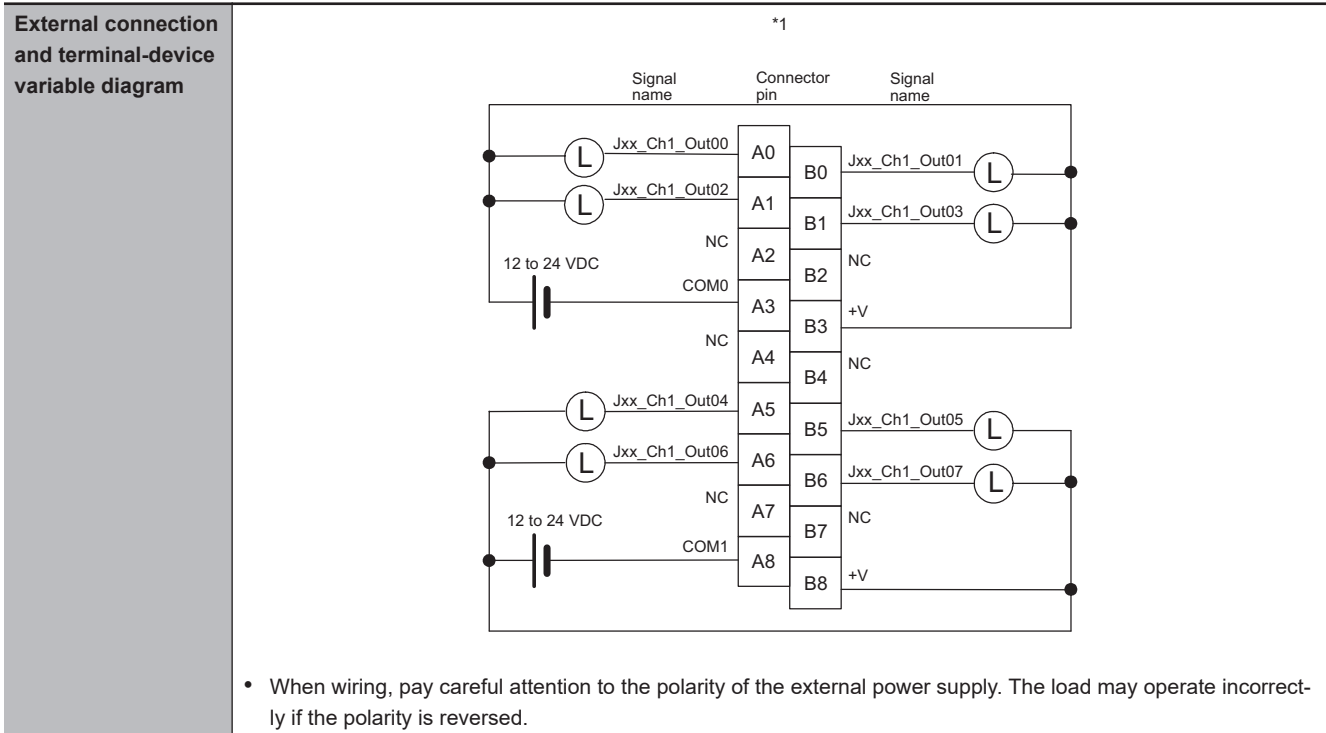 External connection
and terminal-device
variable diagram
*1
Signal
name
Connector
pin
Signal
name
L
Jxx_Ch1_Out00
A0
B0
Jxx_Ch1_Out01
L
L
Jxx_Ch1_Out02
A1
B1
Jxx_Ch1_Out03
L
NC
A2
B2
NC
12 to 24 VDC
COM0
A3
B3
+V
NC
A4
B4
NC
L
Jxx_Ch1_Out04
A5
B5
Jxx_Ch1_Out05
L
L
Jxx_Ch1_Out06
A6
B6
Jxx_Ch1_Out07
L
NC
A7
B7
NC
12 to 24 VDC
COM1
A8
B8
+V
• When wiring, pay careful attention to the polarity of the external power supply. The load may operate incorrect-
ly if the polarity is reversed.